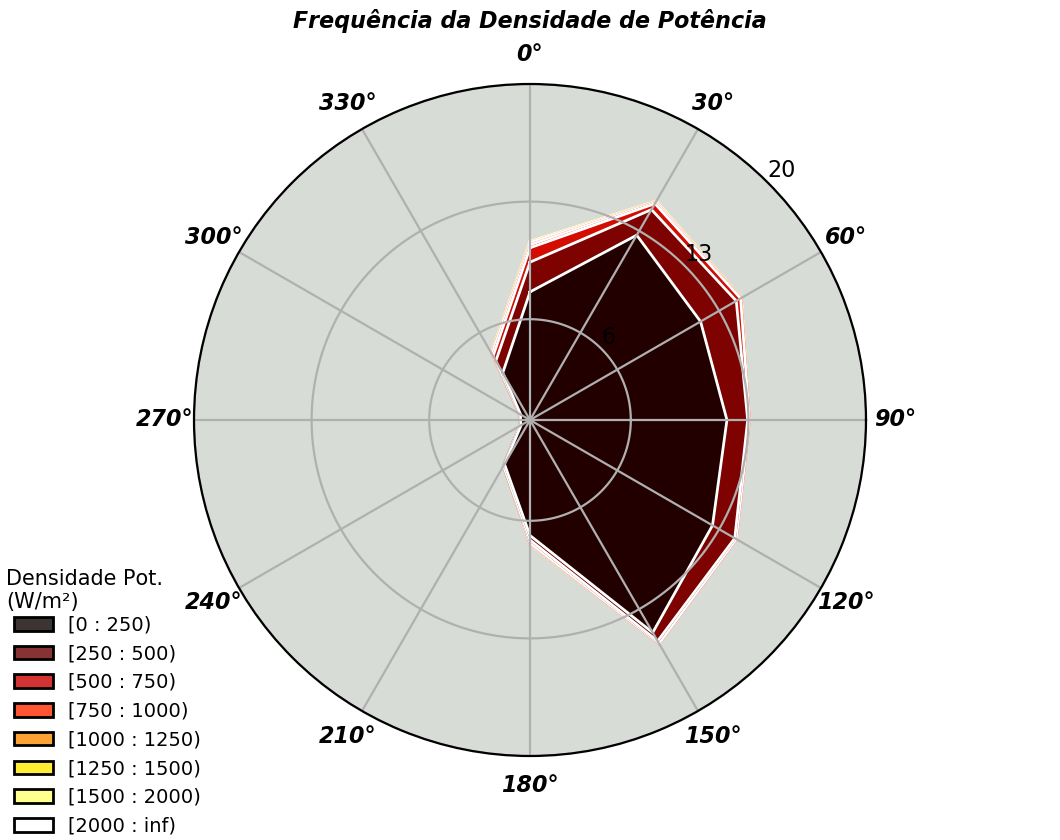 Frequência da Densidade de Potência
0°
330°
30°
20
300°
60°
13
6
270°
90°
240°
120°
210°
150°
180°
Densidade Pot.
(W/m²)
[0 : 250)
[250 : 500)
[500 : 750)
[750 : 1000)
[1000 : 1250)
[1250 : 1500)
[1500 : 2000)
[2000 : inf)